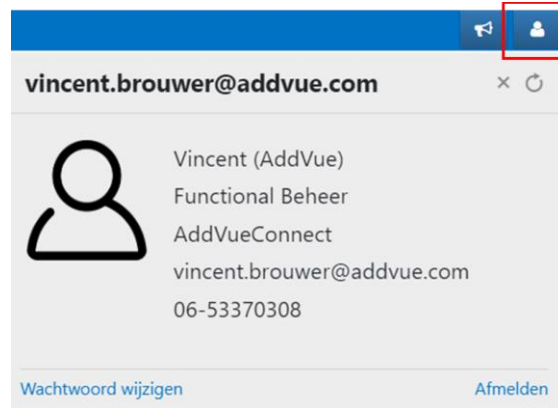 vincent.brouwer@addvue.com
Vincent (AddVue)
Functional Beheer
AddVueConnect
vincent.brouwer@addvue.com
06-53370308
Wachtwoord wijzigen
Afmelden